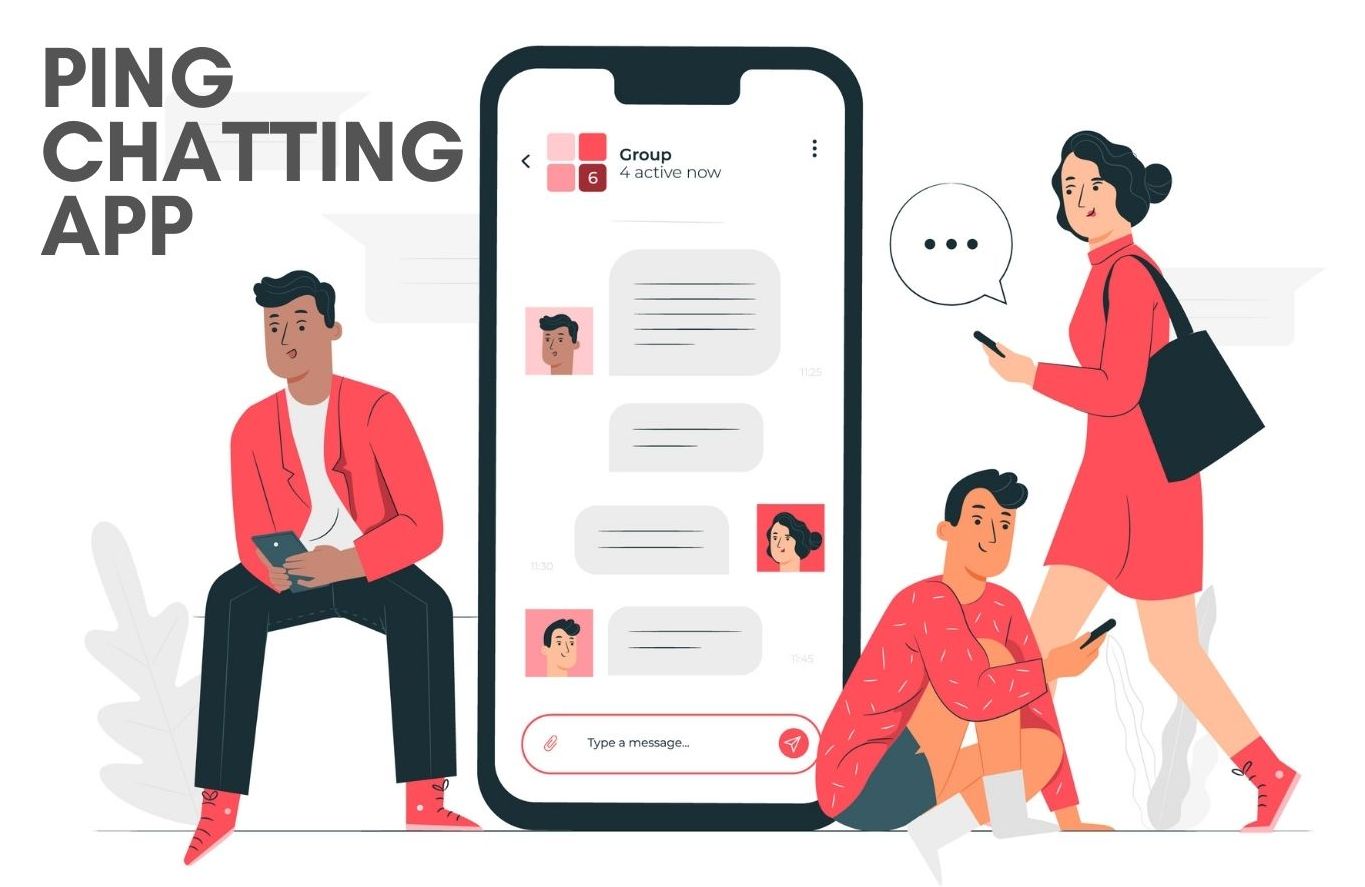 PING
CHATTING
APP
Group
4 active now
6
11:25
11:30
11:45
Type a message...